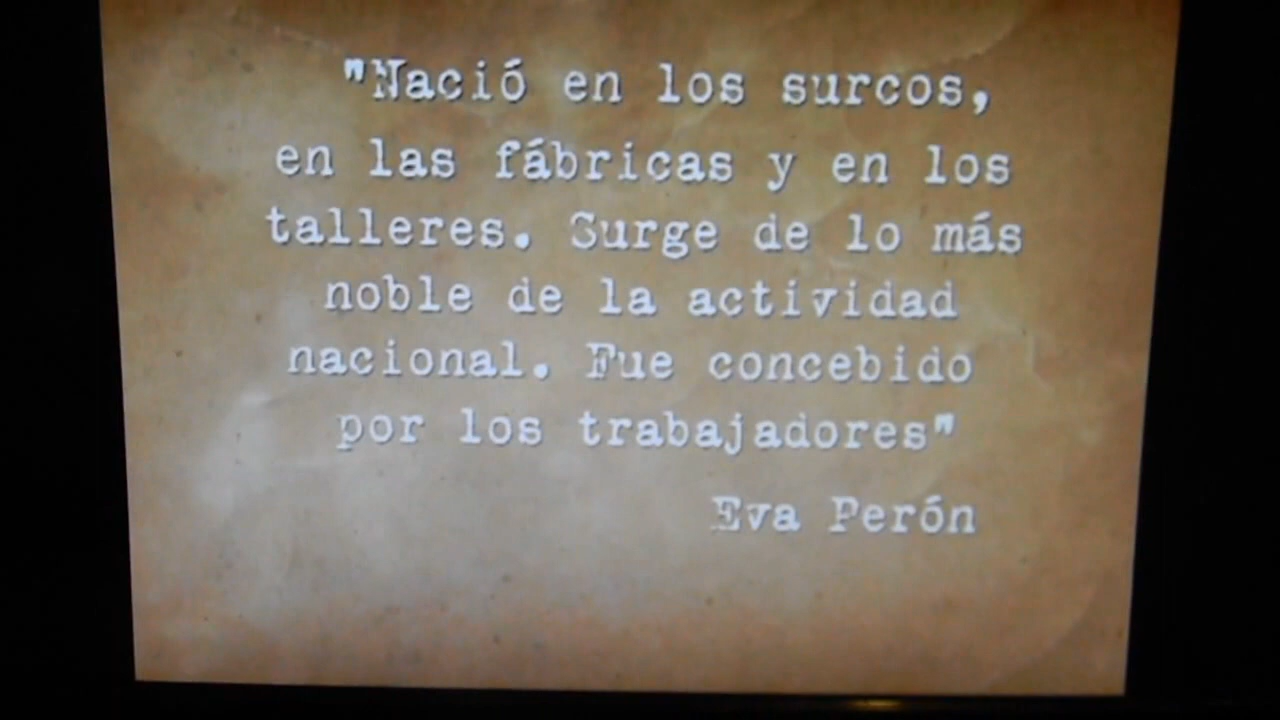 "Nació en los surcos,
en las fábricas y en los
talleres. Surge de lo más
noble de la actividad
nacional. Fue concebido
por los trabajadores"
Eva Perón